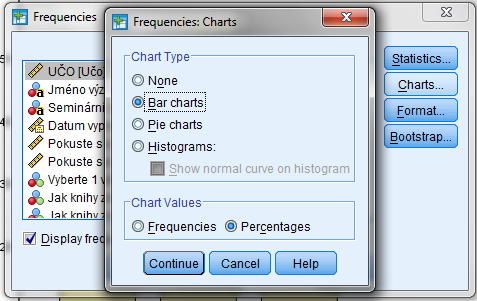 Frequencies
Frequencies: Charts
UČO [Učo
Jméno výz
Seminární
Datum vyp
Pokuste s
Pokuste s
Vyberte 1 v
Jak knihy z
Jak knihy z
Display freq
Statistics...
Charts...
Format...
Bootstrap...
Chart Type
None
Bar charts
Pie charts
Histograms:
Show normal curve on histogram
Chart Values
Frequencies
Percentages
Continue
Cancel
Help